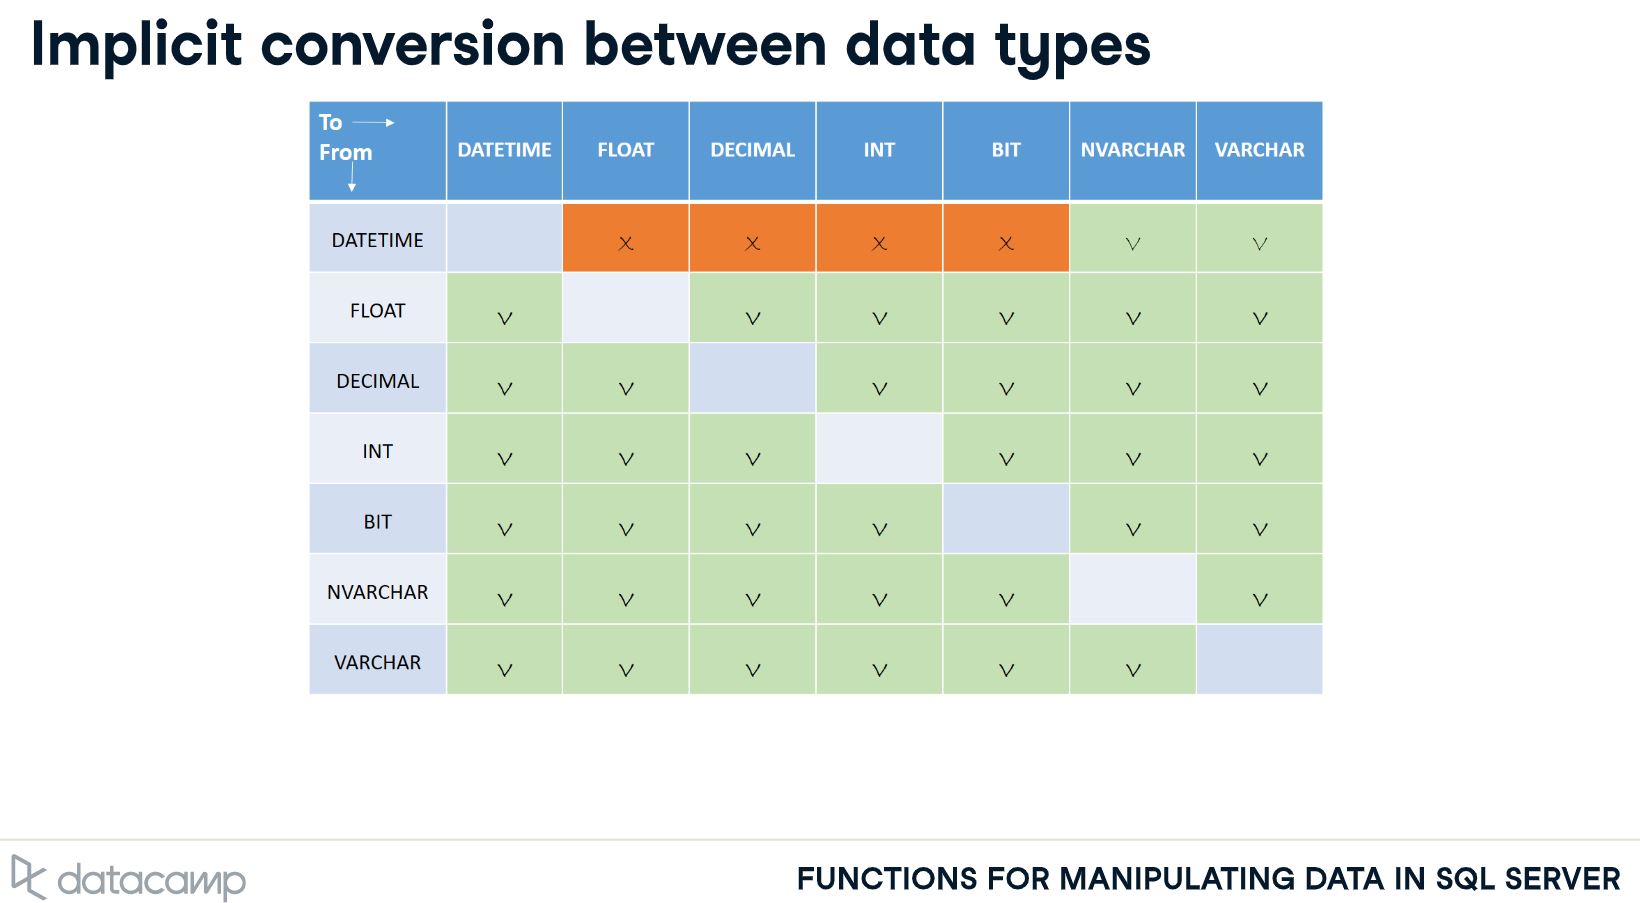 Implicit conversion between data types
To
From
DATETIME FLOAT DECIMAL INT BIT NVARCHAR VARCHAR
DATETIME x x x x v v
FLOAT v v v v v v
DECIMAL v v v v v v
INT v v v v v v
BIT v v v v v v
NVARCHAR v v v v v v
VARCHAR v v v v v v
datacamp
FUNCTIONS FOR MANIPULATING DATA IN SQL SERVER